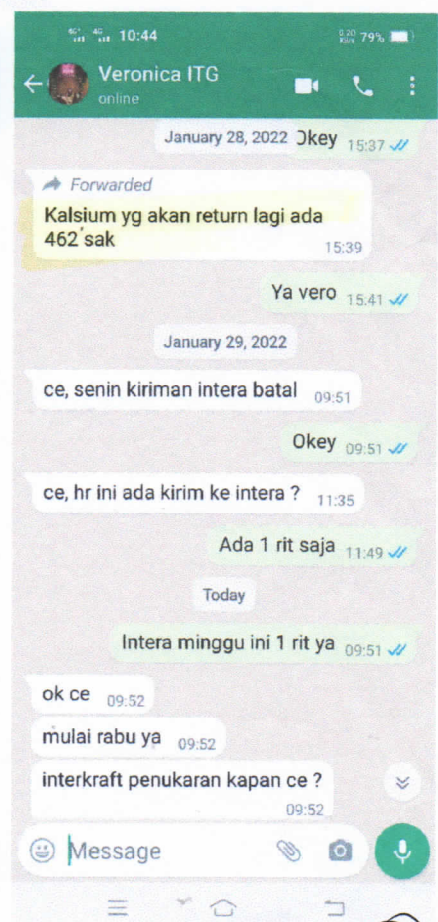 10:44
79%
Veronica ITG
online
January 28, 2022
Okey 15:37
Forwarded
Kalsium yg akan return lagi ada
462 sak
15:39
Ya vero 15:41
January 29, 2022
ce, senin kiriman intera batal 09:51
Okey 09:51
ce, hr ini ada kirim ke intera ? 11:35
Ada 1 rit saja 11:49
Today
Intera minggu ini 1 rit ya 09:51
ok ce 09:52
mulai rabu ya 09:52
interkraft penukaran kapan ce ?
09:52
Message